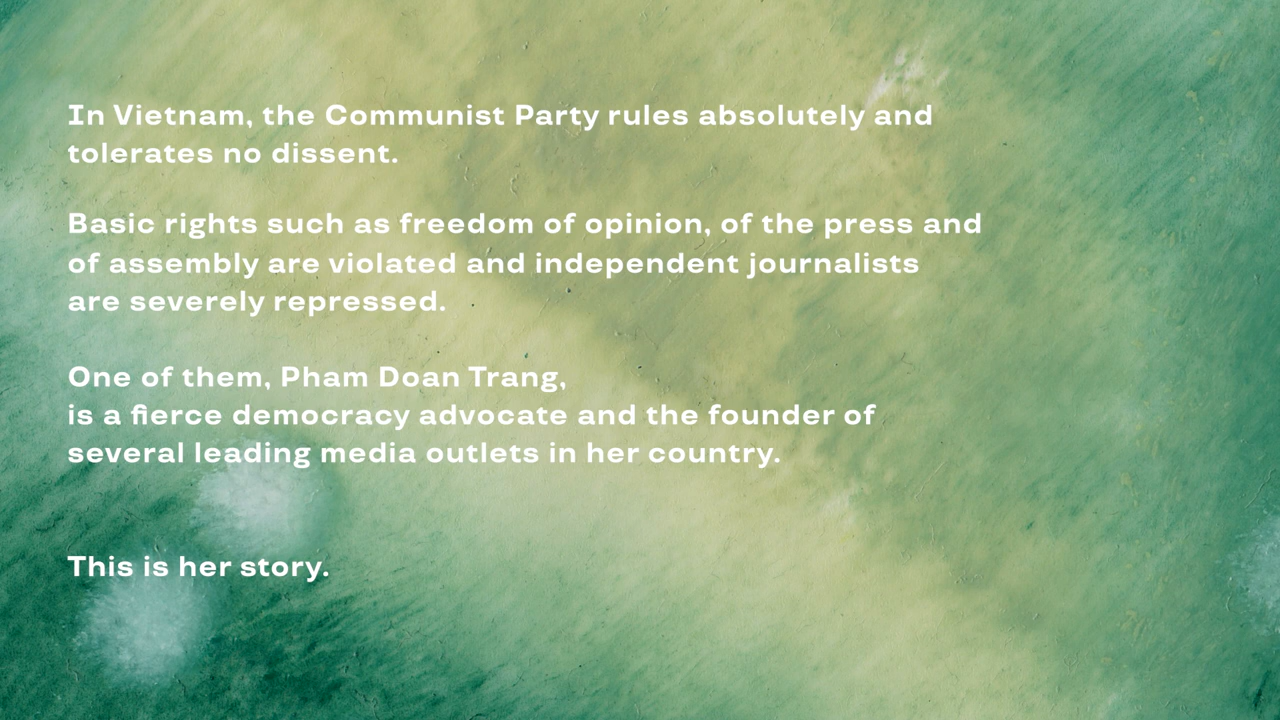 In Vietnam, the Communist Party rules absolutely and
tolerates no dissent.
Basic rights such as freedom of opinion, of the press and
of assembly are violated and independent journalists
are severely repressed.
One of them, Pham Doan Trang,
is a fierce democracy advocate and the founder of
several leading media outlets in her country.
This is her story.